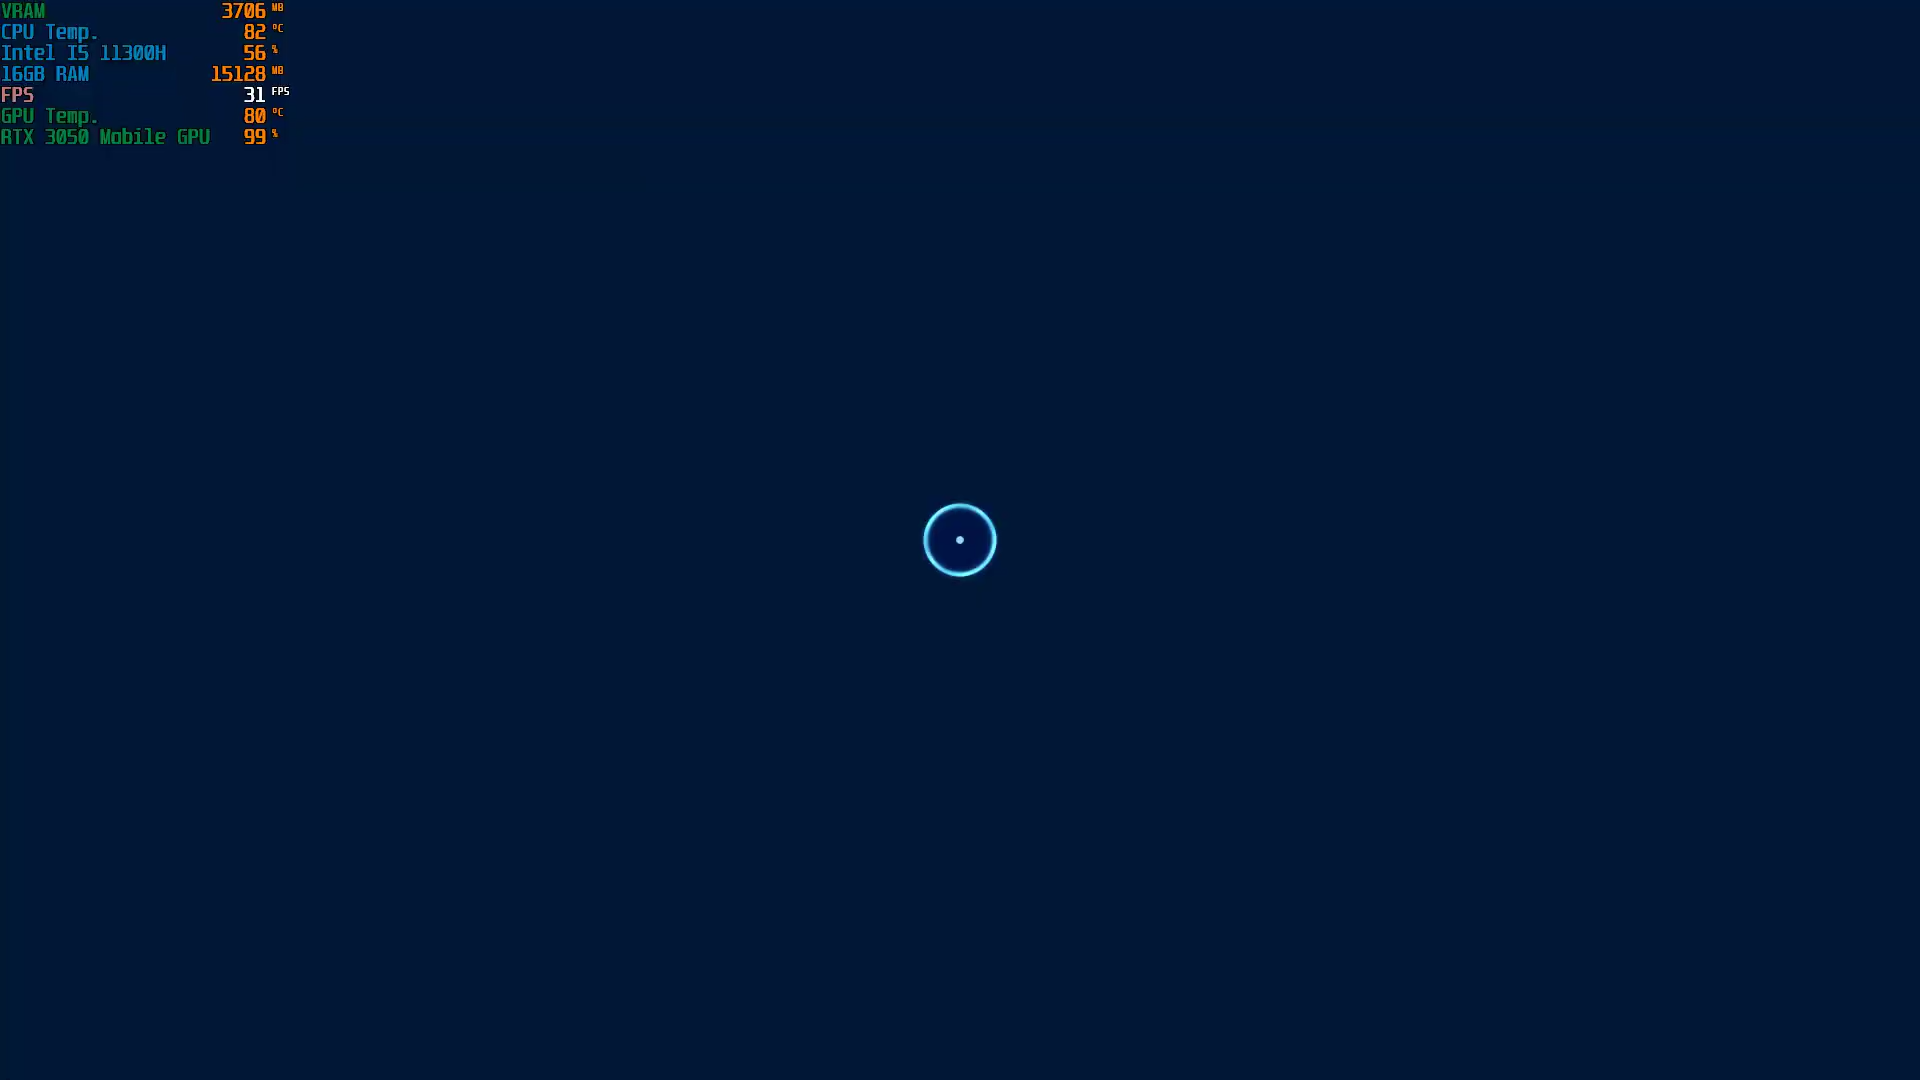 VRAM 3706 MB
CPU Temp. 82 °C
Intel I5 11300H 56 %
16GB RAM 15128 MB
FPS 31 FPS
GPU Temp. 80 °C
RTX 3050 Mobile GPU 99 %